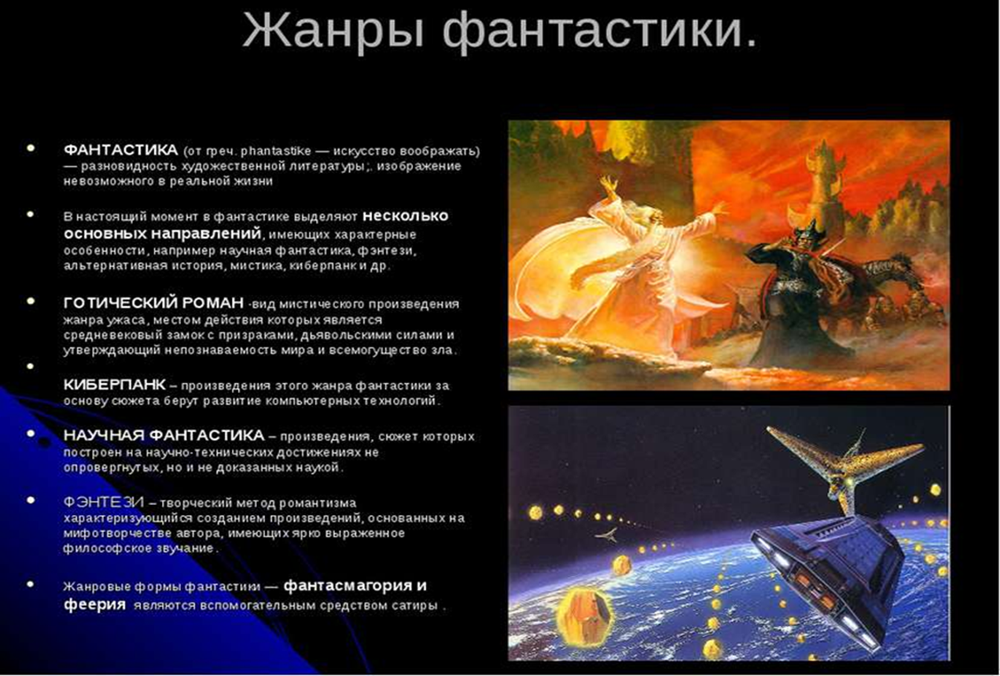 Жанры фантастики.
ФАНТАСТИКА (от греч. phantastike — искусство воображать)
— разновидность художественной литературы;. изображение
невозможного в реальной жизни
В настоящий момент в фантастике выделяют несколько
основных направлений, имеющих характерные
особенности, например научная фантастика, фэнтези,
альтернативная история, мистика, киберпанк и др.
ГОТИЧЕСКИЙ РОМАН -вид мистического произведения
жанра ужаса, местом действия которых является
средневековый замок с призраками, дьявольскими силами и
утверждающий непознаваемость мира и всемогущество зла.
КИБЕРПАНК – произведения этого жанра фантастики за
основу сюжета берут развитие компьютерных технологий.
НАУЧНАЯ ФАНТАСТИКА – произведения, сюжет которых
построен на научно-технических достижениях не
опровергнутых, но и не доказанных наукой.
ФЭНТЕЗИ – творческий метод романтизма
характеризующийся созданием произведений, основанных на
мифотворчестве автора, имеющих ярко выраженное
философское звучание.
Жанровые формы фантастики — фантасмагория и
феерия являются вспомогательным средством сатиры .